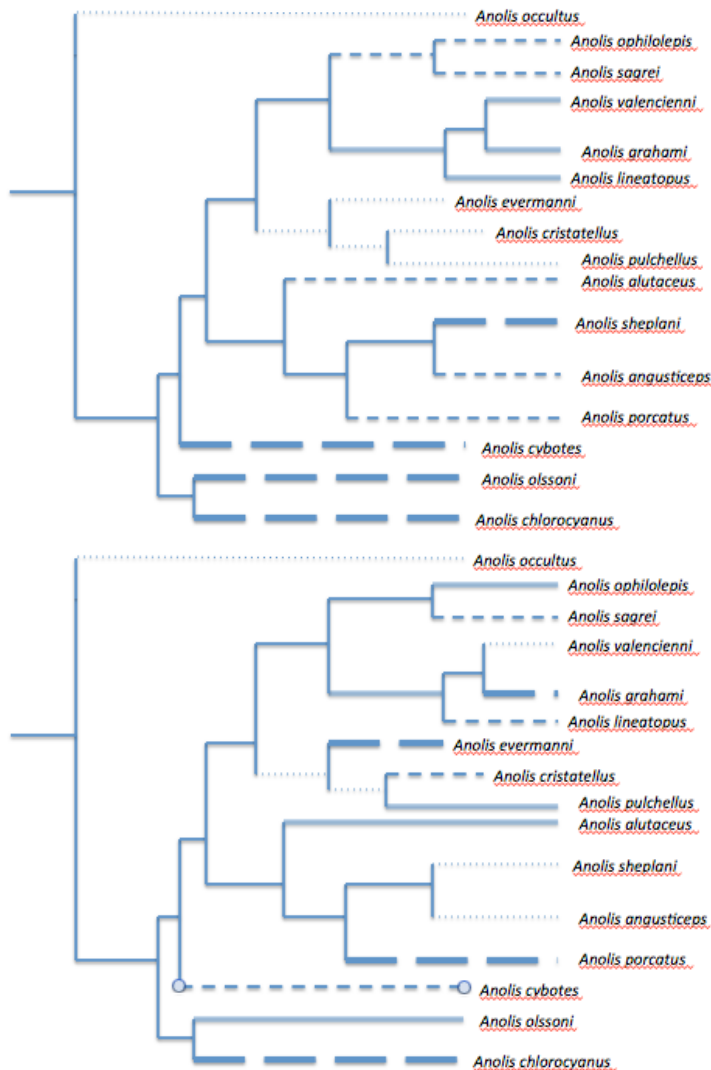 Anolis occultus
Anolis ophilolepis
Anolis sagrei
Anolis valencienni
Anolis grahami
Anolis lineatopus
Anolis evermanni
Anolis cristatellus
Anolis pulchellus
Anolis alutaceus
Anolis sheplani
Anolis angusticeps
Anolis porcatus
Anolis cybotes
Anolis olssoni
Anolis chlorocyanus
Anolis occultus
Anolis ophilolepis
Anolis sagrei
Anolis valencienni
Anolis grahami
Anolis lineatopus
Anolis evermanni
Anolis cristatellus
Anolis pulchellus
Anolis alutaceus
Anolis sheplani
Anolis angusticeps
Anolis porcatus
Anolis cybotes
Anolis olssoni
Anolis chlorocyanus